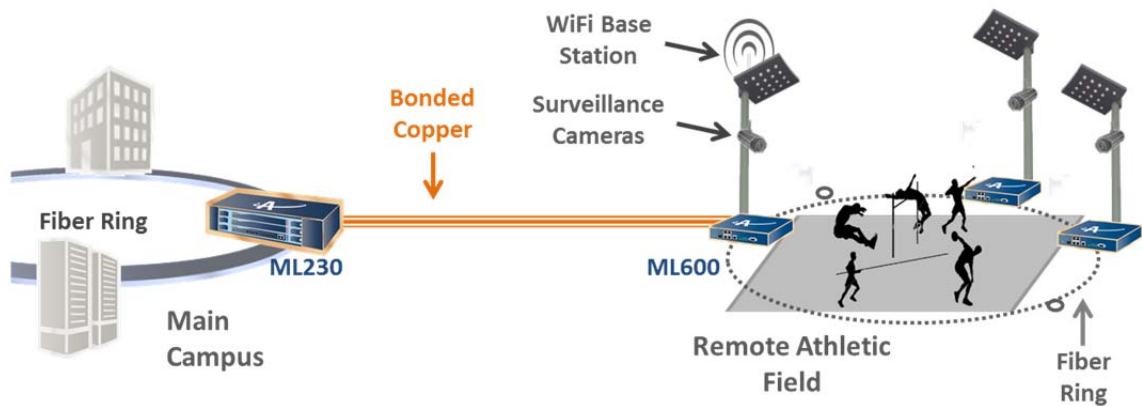 WiFi Base
Station
Surveillance
Cameras
Bonded
Copper
Fiber Ring
ML230
Main
Campus
ML600
Remote Athletic
Field
Fiber
Ring